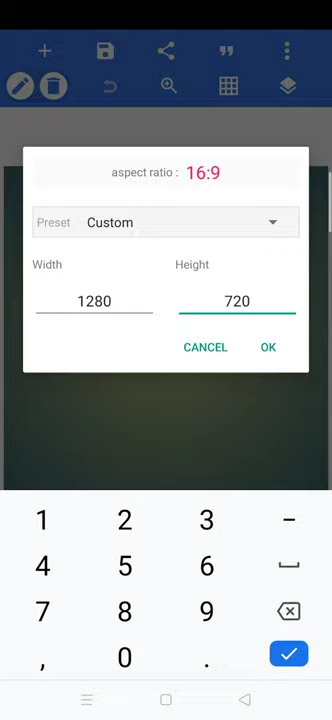 aspect ratio : 16:9
Preset Custom
Width Height
1280 720
CANCEL OK
1 2 3 -
4 5 6
7 8 9
, 0 .